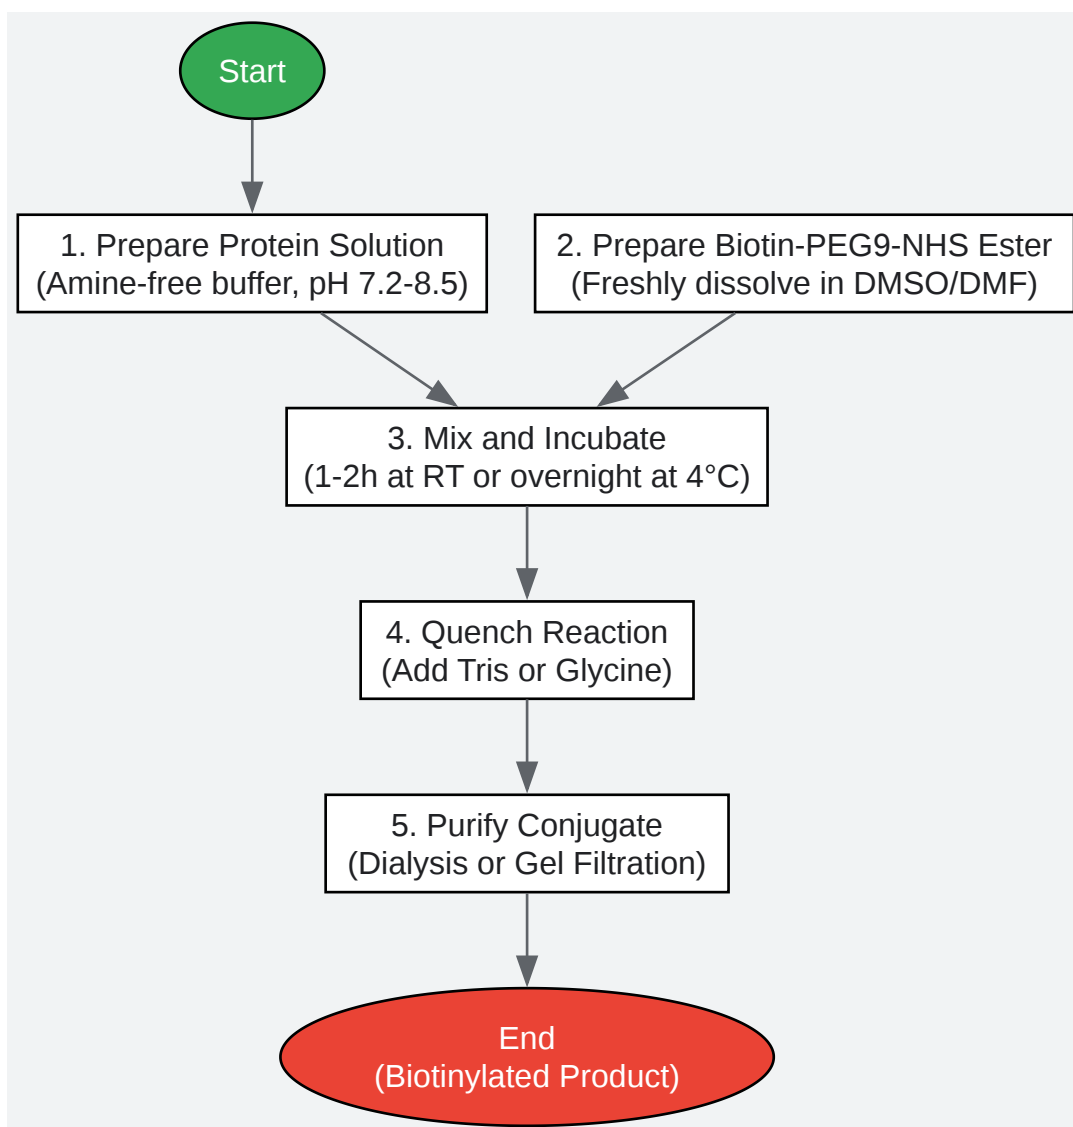 Start
1. Prepare Protein Solution
(Amine-free buffer, pH 7.2-8.5)
2. Prepare Biotin-PEG9-NHS Ester
(Freshly dissolve in DMSO/DMF)
3. Mix and Incubate
(1-2h at RT or overnight at 4°C)
4. Quench Reaction
(Add Tris or Glycine)
5. Purify Conjugate
(Dialysis or Gel Filtration)
End
(Biotinylated Product)